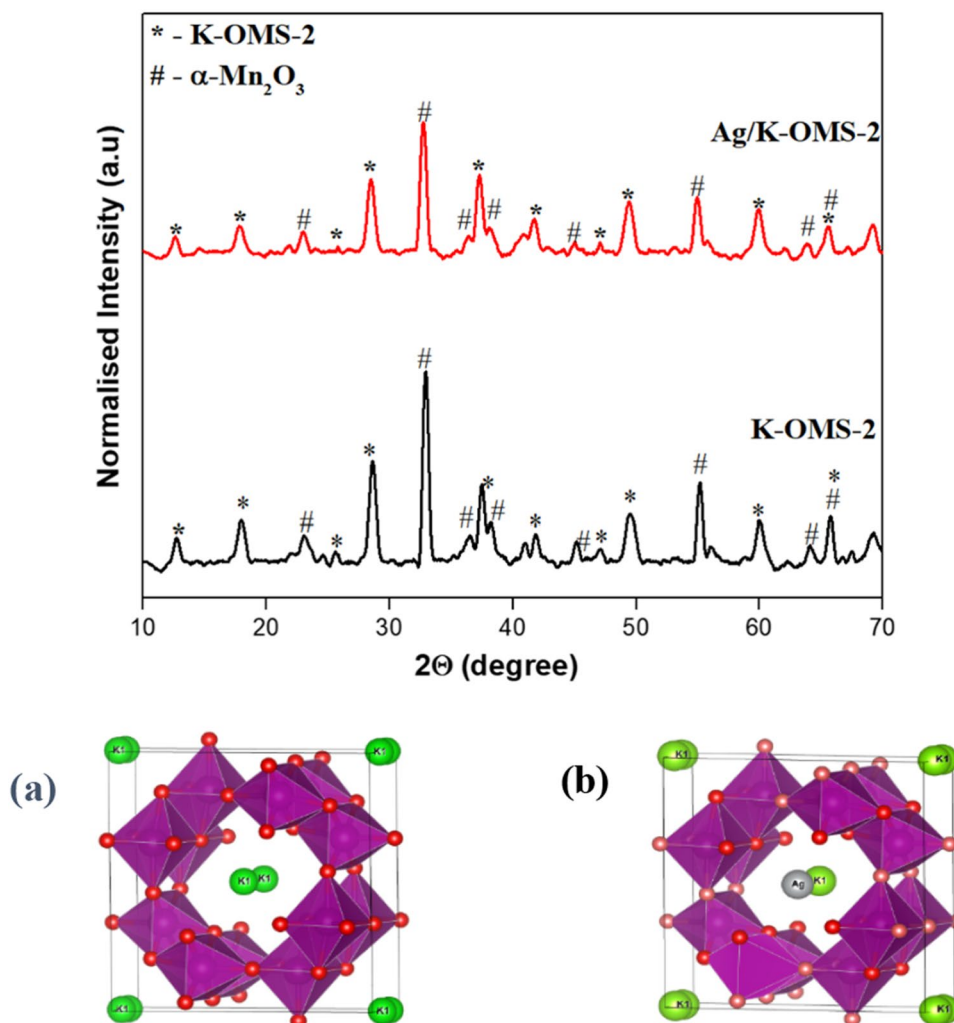 * - K-OMS-2
# - α-Mn₂O₃
Ag/K-OMS-2
#
* * # * * # * # * # * * # * # * #
*
K-OMS-2
#
* * # * * # * # * # * * # * # * #
Normalised Intensity (a.u)
10 20 30 40 50 60 70
2Θ (degree)
(a)
K1 K1
K1 K1
K1 K1
(b)
K1 K1
Ag K1
K1 K1